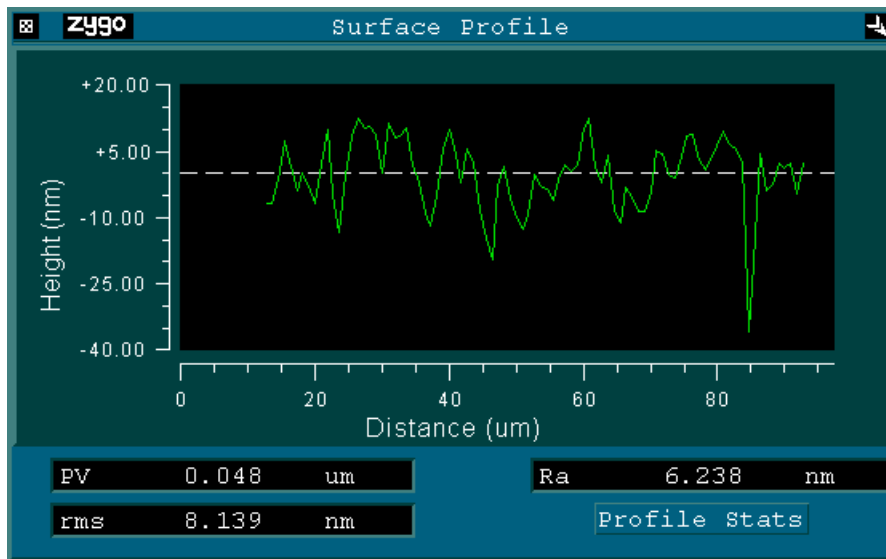 zygo
Surface Profile
+20.00
+5.00
-10.00
-25.00
-40.00
Height (nm)
0 20 40 60 80
Distance (um)
PV 0.048 um
Ra 6.238 nm
rms 8.139 nm
Profile Stats